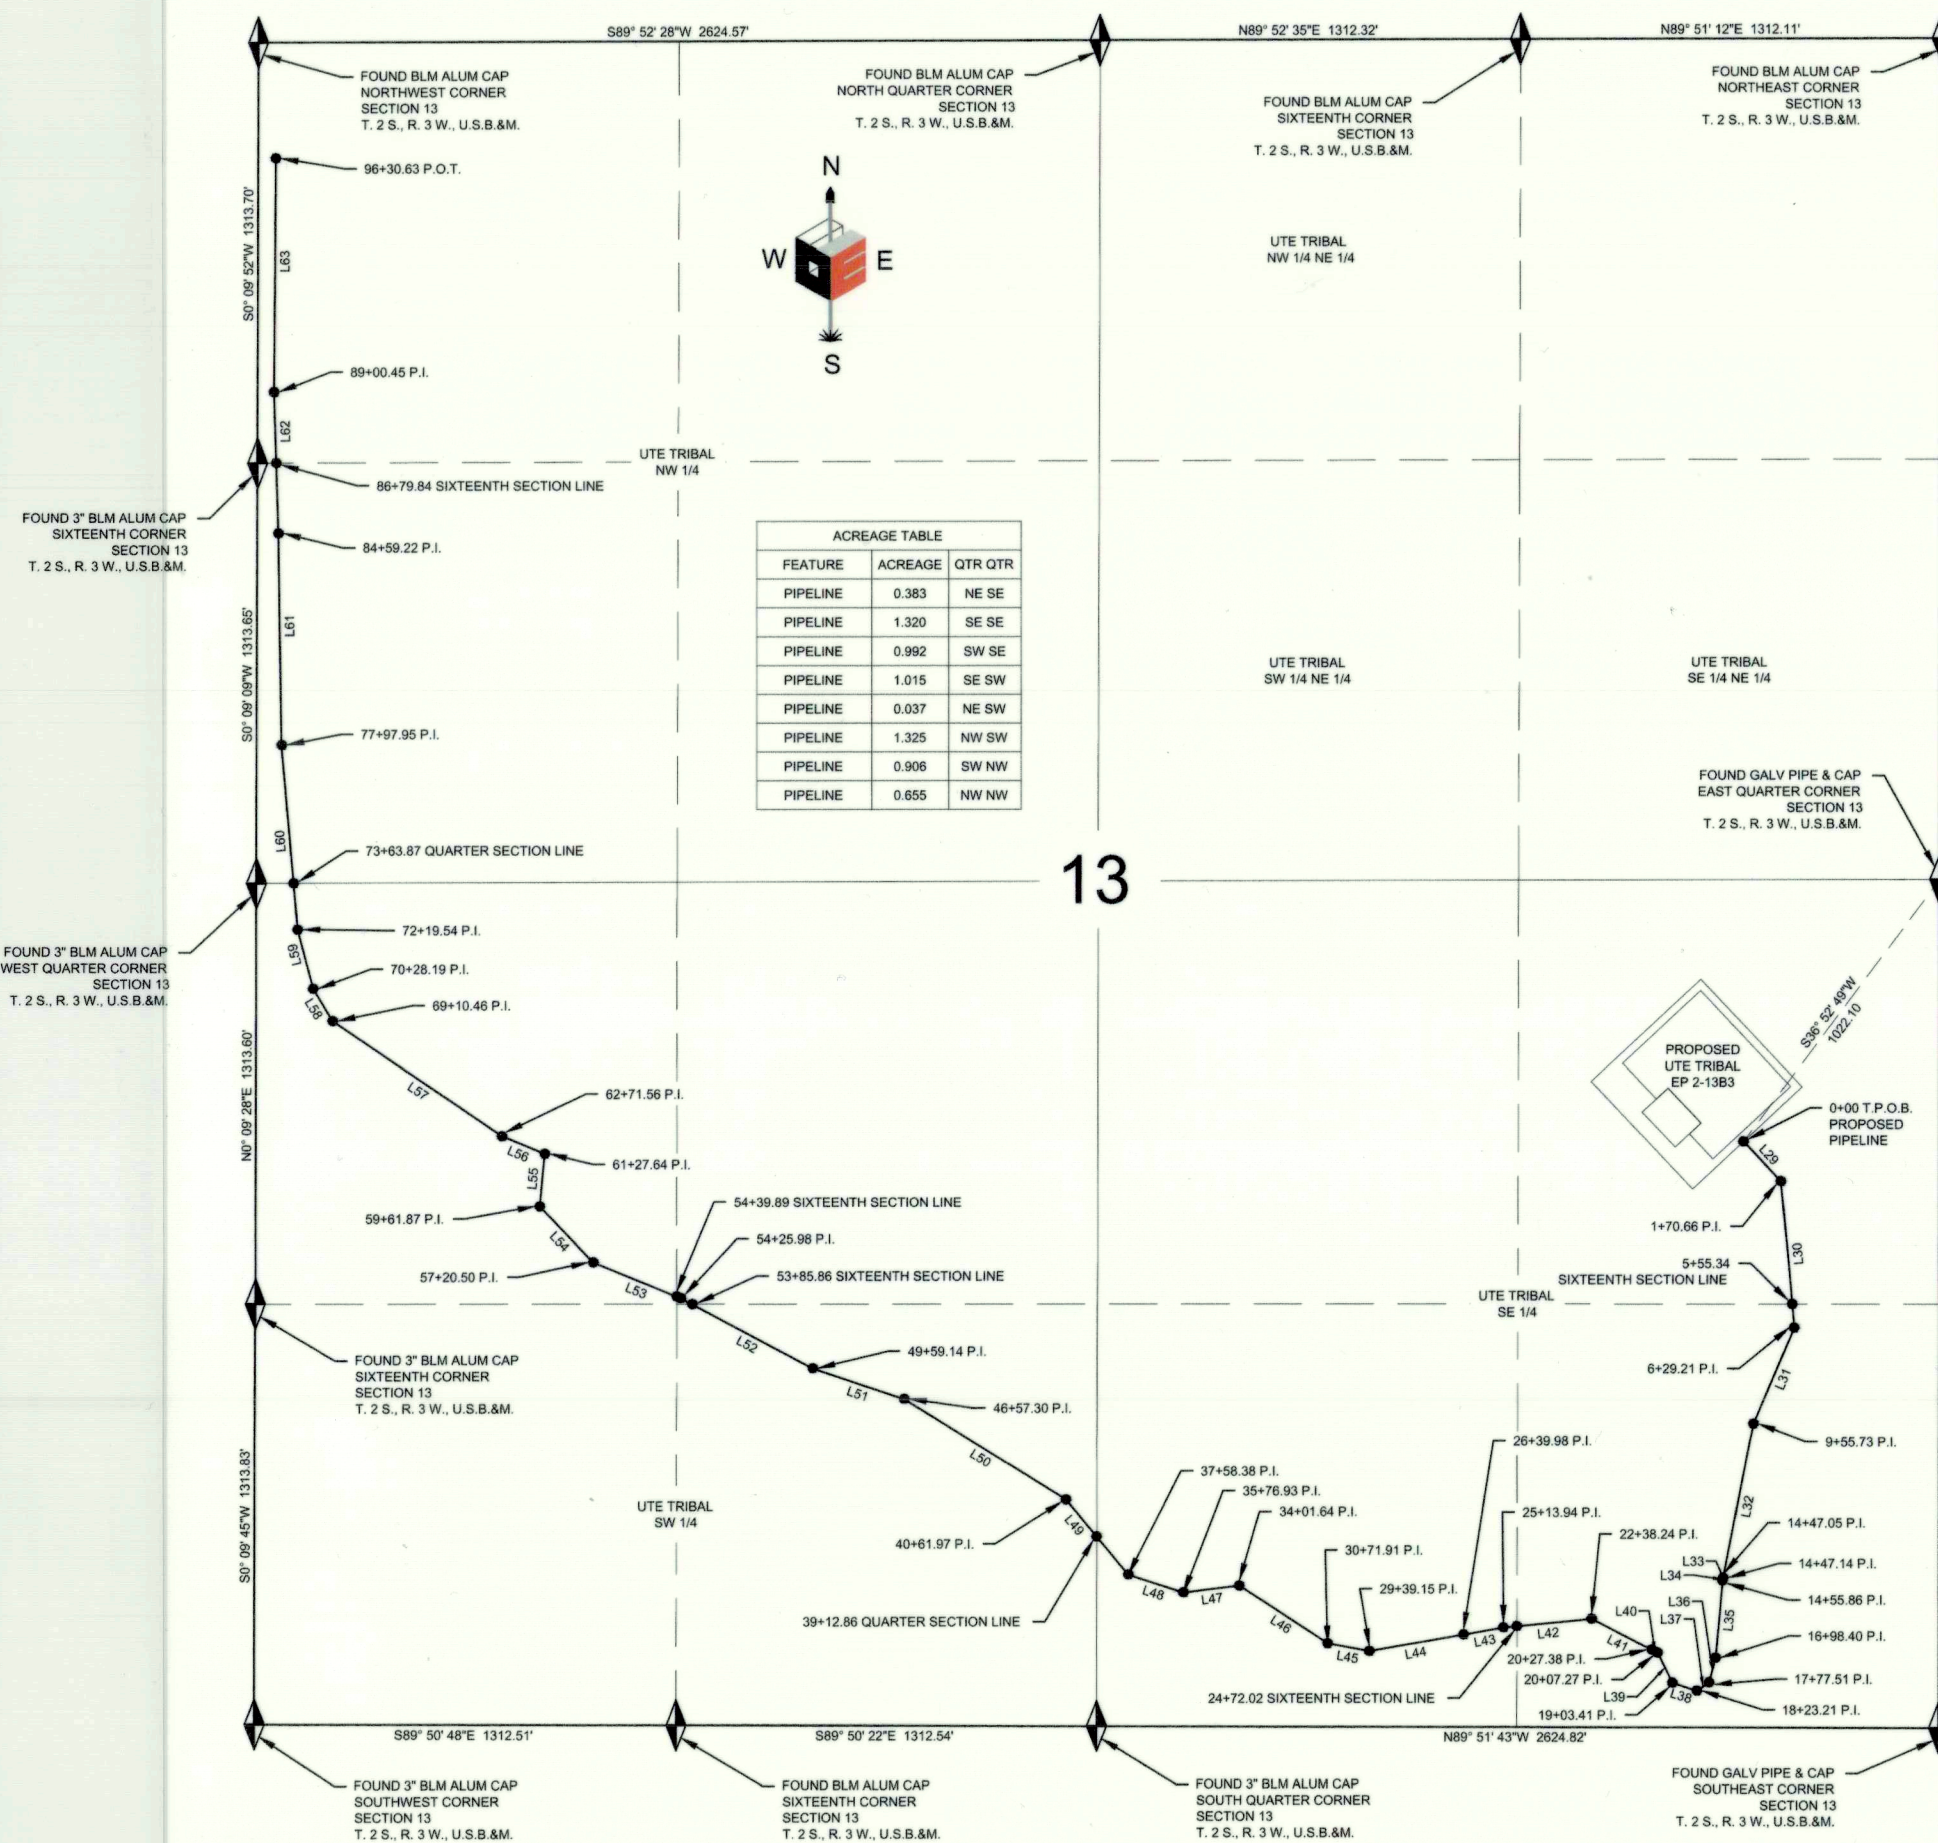 S89° 52' 28"W 2624.57'
N89° 52' 35"E 1312.32'
N89° 51' 12"E 1312.11'
FOUND BLM ALUM CAP
NORTHWEST CORNER
SECTION 13
T. 2 S., R. 3 W., U.S.B.&M.
FOUND BLM ALUM CAP
NORTH QUARTER CORNER
SECTION 13
T. 2 S., R. 3 W., U.S.B.&M.
FOUND BLM ALUM CAP
SIXTEENTH CORNER
SECTION 13
T. 2 S., R. 3 W., U.S.B.&M.
FOUND BLM ALUM CAP
NORTHEAST CORNER
SECTION 13
T. 2 S., R. 3 W., U.S.B.&M.
96+30.63 P.O.T.
N
W
E
S
UTE TRIBAL
NW 1/4 NE 1/4
S0° 09' 52"W 1313.70'
L63
89+00.45 P.I.
L62
UTE TRIBAL
NW 1/4
86+79.84 SIXTEENTH SECTION LINE
FOUND 3" BLM ALUM CAP
SIXTEENTH CORNER
SECTION 13
T. 2 S., R. 3 W., U.S.B.&M.
84+59.22 P.I.
ACREAGE TABLE
FEATURE ACREAGE QTR QTR
PIPELINE 0.383 NE SE
PIPELINE 1.320 SE SE
PIPELINE 0.992 SW SE
PIPELINE 1.015 SE SW
PIPELINE 0.037 NE SW
PIPELINE 1.325 NW SW
PIPELINE 0.906 SW NW
PIPELINE 0.655 NW NW
L61
S0° 09' 09"W 1313.65'
UTE TRIBAL
SW 1/4 NE 1/4
UTE TRIBAL
SE 1/4 NE 1/4
77+97.95 P.I.
L60
73+63.87 QUARTER SECTION LINE
13
FOUND GALV PIPE & CAP
EAST QUARTER CORNER
SECTION 13
T. 2 S., R. 3 W., U.S.B.&M.
FOUND 3" BLM ALUM CAP
WEST QUARTER CORNER
SECTION 13
T. 2 S., R. 3 W., U.S.B.&M.
72+19.54 P.I.
L59
70+28.19 P.I.
L58
69+10.46 P.I.
S36° 52' 49"W
1022.10
PROPOSED
UTE TRIBAL
EP 2-13B3
0+00 T.P.O.B.
PROPOSED
PIPELINE
N0° 09' 28"E 1313.60'
L57
62+71.56 P.I.
L56
61+27.64 P.I.
L55
59+61.87 P.I.
L54
57+20.50 P.I.
L53
54+39.89 SIXTEENTH SECTION LINE
54+25.98 P.I.
53+85.86 SIXTEENTH SECTION LINE
L29
1+70.66 P.I.
L30
5+55.34
SIXTEENTH SECTION LINE
UTE TRIBAL
SE 1/4
6+29.21 P.I.
L31
9+55.73 P.I.
L52
49+59.14 P.I.
L51
46+57.30 P.I.
L50
FOUND 3" BLM ALUM CAP
SIXTEENTH CORNER
SECTION 13
T. 2 S., R. 3 W., U.S.B.&M.
S0° 09' 45"W 1313.83'
UTE TRIBAL
SW 1/4
L49
40+61.97 P.I.
39+12.86 QUARTER SECTION LINE
37+58.38 P.I.
35+76.93 P.I.
34+01.64 P.I.
L48
L47
L46
30+71.91 P.I.
29+39.15 P.I.
L45
L44
26+39.98 P.I.
25+13.94 P.I.
L43
L42
22+38.24 P.I.
24+72.02 SIXTEENTH SECTION LINE
L32
14+47.05 P.I.
L33
14+47.14 P.I.
L34
14+55.86 P.I.
L36
L37
L35
16+98.40 P.I.
L40
L41
20+27.38 P.I.
20+07.27 P.I.
17+77.51 P.I.
L39
L38
19+03.41 P.I.
18+23.21 P.I.
S89° 50' 48"E 1312.51'
S89° 50' 22"E 1312.54'
N89° 51' 43"W 2624.82'
FOUND 3" BLM ALUM CAP
SOUTHWEST CORNER
SECTION 13
T. 2 S., R. 3 W., U.S.B.&M.
FOUND BLM ALUM CAP
SIXTEENTH CORNER
SECTION 13
T. 2 S., R. 3 W., U.S.B.&M.
FOUND 3" BLM ALUM CAP
SOUTH QUARTER CORNER
SECTION 13
T. 2 S., R. 3 W., U.S.B.&M.
FOUND GALV PIPE & CAP
SOUTHEAST CORNER
SECTION 13
T. 2 S., R. 3 W., U.S.B.&M.